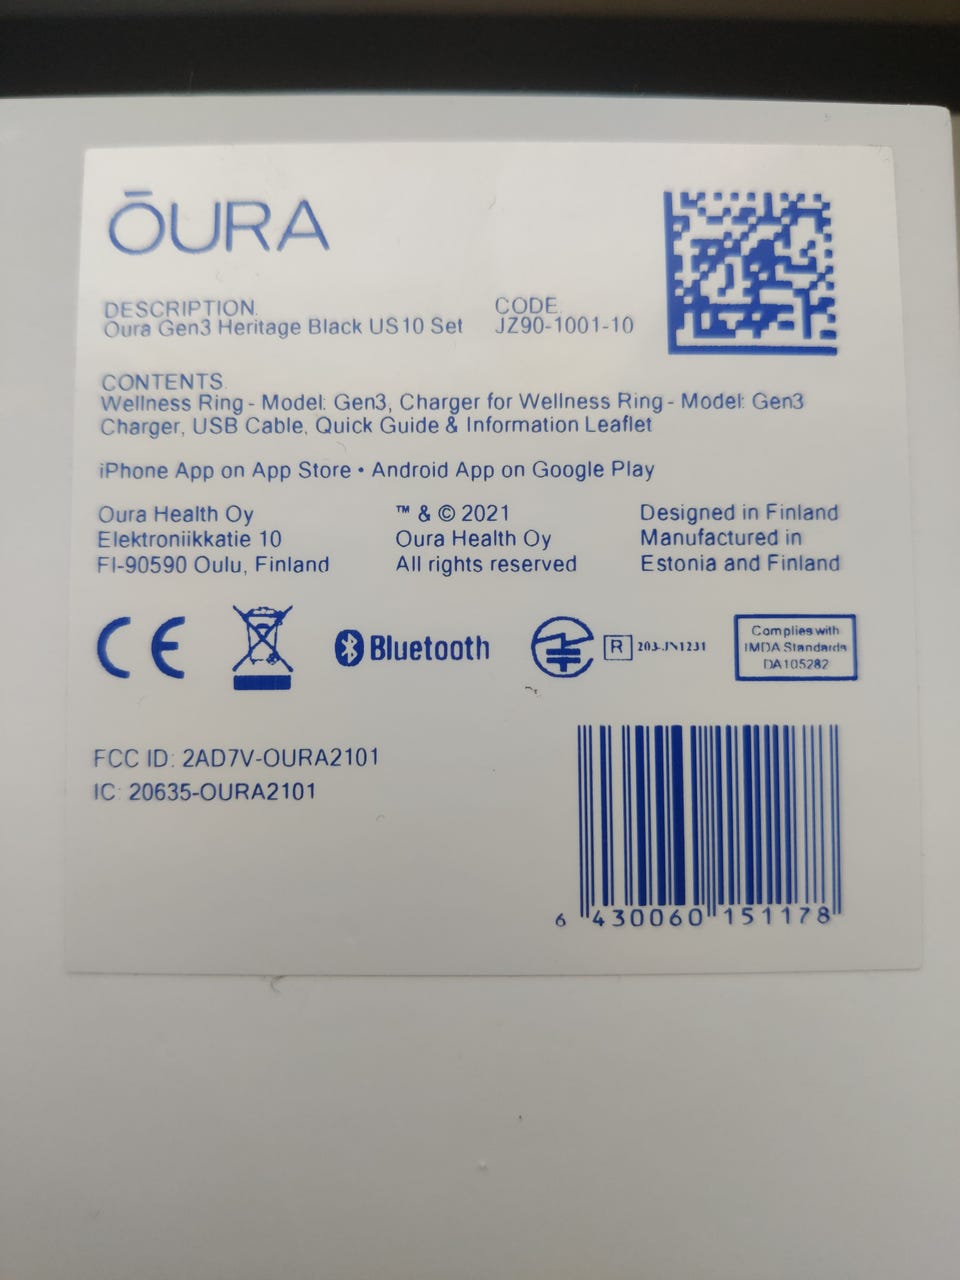 ŌURA
DESCRIPTION.
Oura Gen3 Heritage Black US10 Set
CODE.
JZ90-1001-10
CONTENTS.
Wellness Ring - Model: Gen3, Charger for Wellness Ring - Model: Gen3
Charger, USB Cable, Quick Guide & Information Leaflet
iPhone App on App Store • Android App on Google Play
Oura Health Oy
Elektroniikkatie 10
FI-90590 Oulu, Finland
™ & © 2021
Oura Health Oy
All rights reserved
Designed in Finland
Manufactured in
Estonia and Finland
CE
Bluetooth
R 203-JN1231
Complies with
IMDA Standards
DA105282
FCC ID: 2AD7V-OURA2101
IC: 20635-OURA2101
6 430060 151178